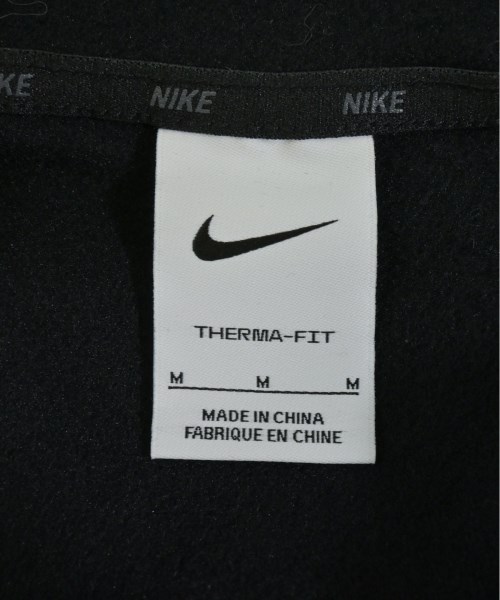 NIKE NIKE NIKE
THERMA-FIT
M M M
MADE IN CHINA
FABRIQUE EN CHINE